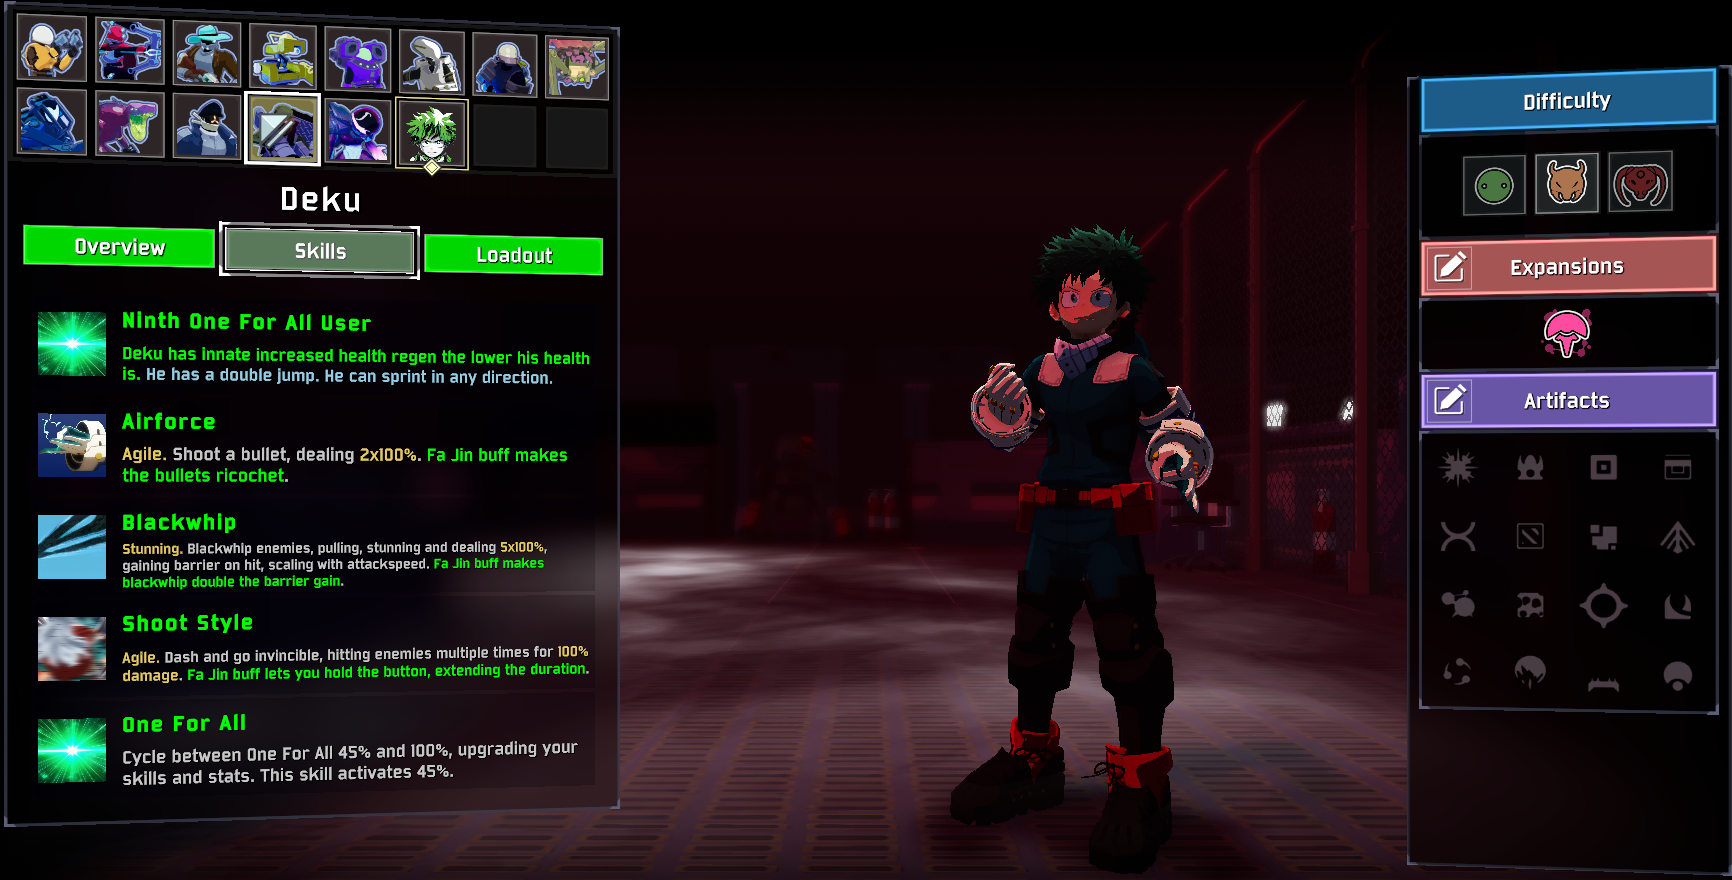 Deku
Overview
Skills
Loadout
Ninth One For All User
Deku has innate increased health regen the lower his health
is. He has a double jump. He can sprint in any direction.
Airforce
Agile. Shoot a bullet, dealing 2x100%. Fa Jin buff makes
the bullets ricochet.
Blackwhip
Stunning. Blackwhip enemies, pulling, stunning and dealing 5x100%,
gaining barrier on hit, scaling with attackspeed. Fa Jin buff makes
blackwhip double the barrier gain.
Shoot Style
Agile. Dash and go invincible, hitting enemies multiple times for 100%
damage. Fa Jin buff lets you hold the button, extending the duration.
One For All
Cycle between One For All 45% and 100%, upgrading your
skills and stats. This skill activates 45%.
Difficulty
Expansions
Artifacts